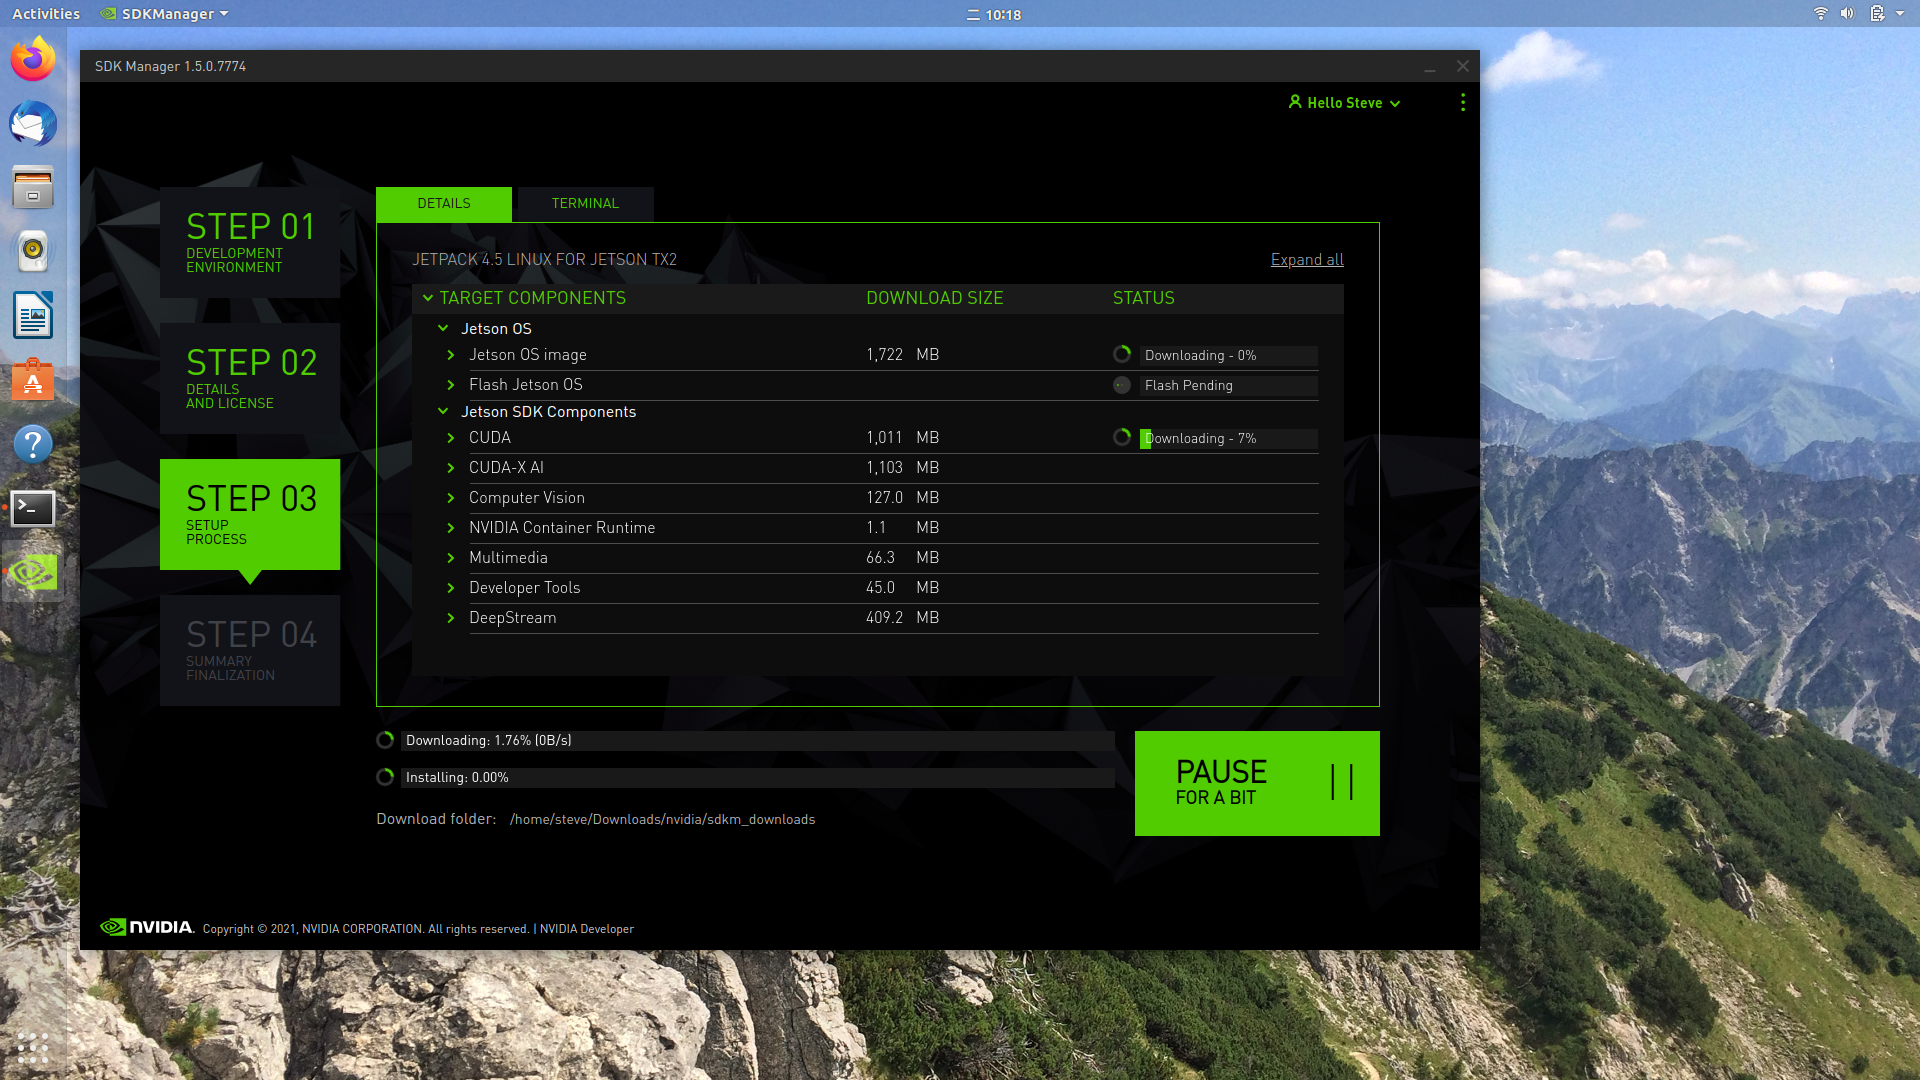 Activities SDKManager 二 10:18
SDK Manager 1.5.0.7774
Hello Steve
STEP 01
DEVELOPMENT
ENVIRONMENT
STEP 02
DETAILS
AND LICENSE
STEP 03
SETUP
PROCESS
STEP 04
SUMMARY
FINALIZATION
DETAILS TERMINAL
JETPACK 4.5 LINUX FOR JETSON TX2 Expand all
TARGET COMPONENTS DOWNLOAD SIZE STATUS
Jetson OS
Jetson OS image 1,722 MB Downloading - 0%
Flash Jetson OS Flash Pending
Jetson SDK Components
CUDA 1,011 MB Downloading - 7%
CUDA-X AI 1,103 MB
Computer Vision 127.0 MB
NVIDIA Container Runtime 1.1 MB
Multimedia 66.3 MB
Developer Tools 45.0 MB
DeepStream 409.2 MB
Downloading: 1.76% (0B/s)
Installing: 0.00%
Download folder: /home/steve/Downloads/nvidia/sdkm_downloads
PAUSE
FOR A BIT
NVIDIA. Copyright © 2021, NVIDIA CORPORATION. All rights reserved. | NVIDIA Developer